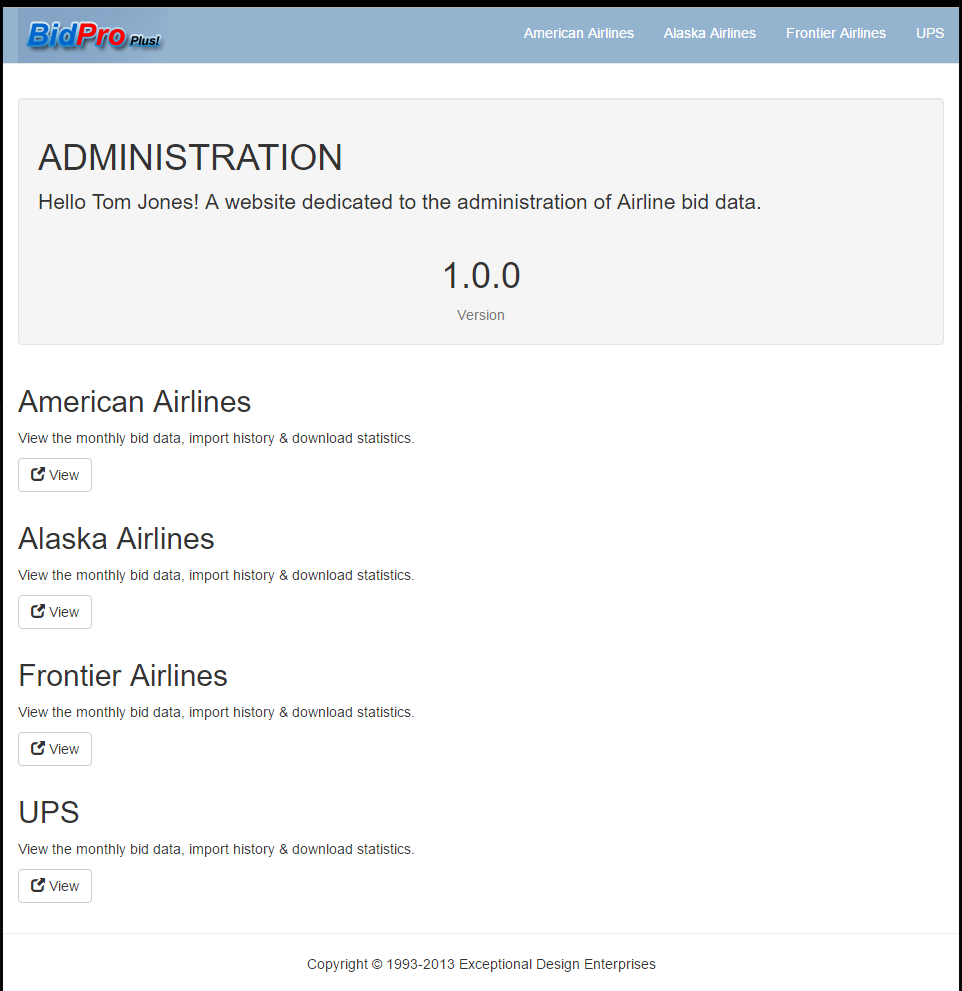 BidPro Plus!
American Airlines Alaska Airlines Frontier Airlines UPS
ADMINISTRATION
Hello Tom Jones! A website dedicated to the administration of Airline bid data.
1.0.0
Version
American Airlines
View the monthly bid data, import history & download statistics.
View
Alaska Airlines
View the monthly bid data, import history & download statistics.
View
Frontier Airlines
View the monthly bid data, import history & download statistics.
View
UPS
View the monthly bid data, import history & download statistics.
View
Copyright © 1993-2013 Exceptional Design Enterprises